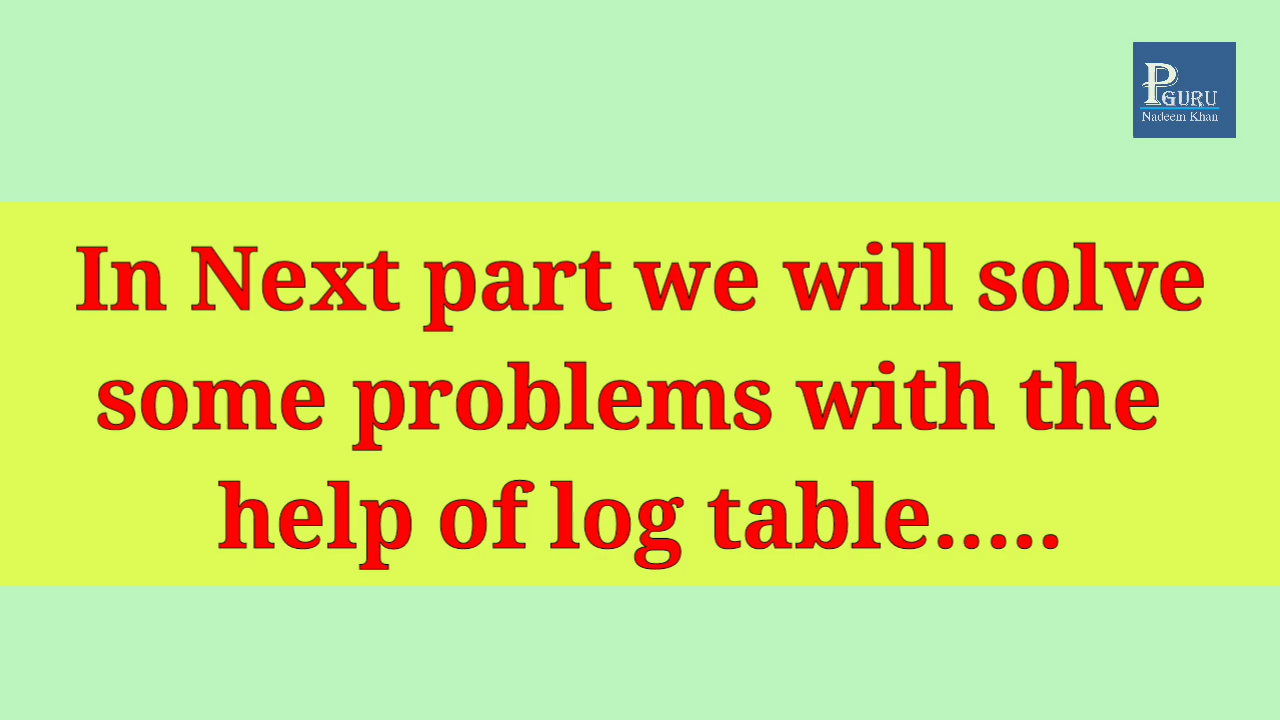 PGURU
Nadeem Khan
In Next part we will solve
some problems with the
help of log table.....